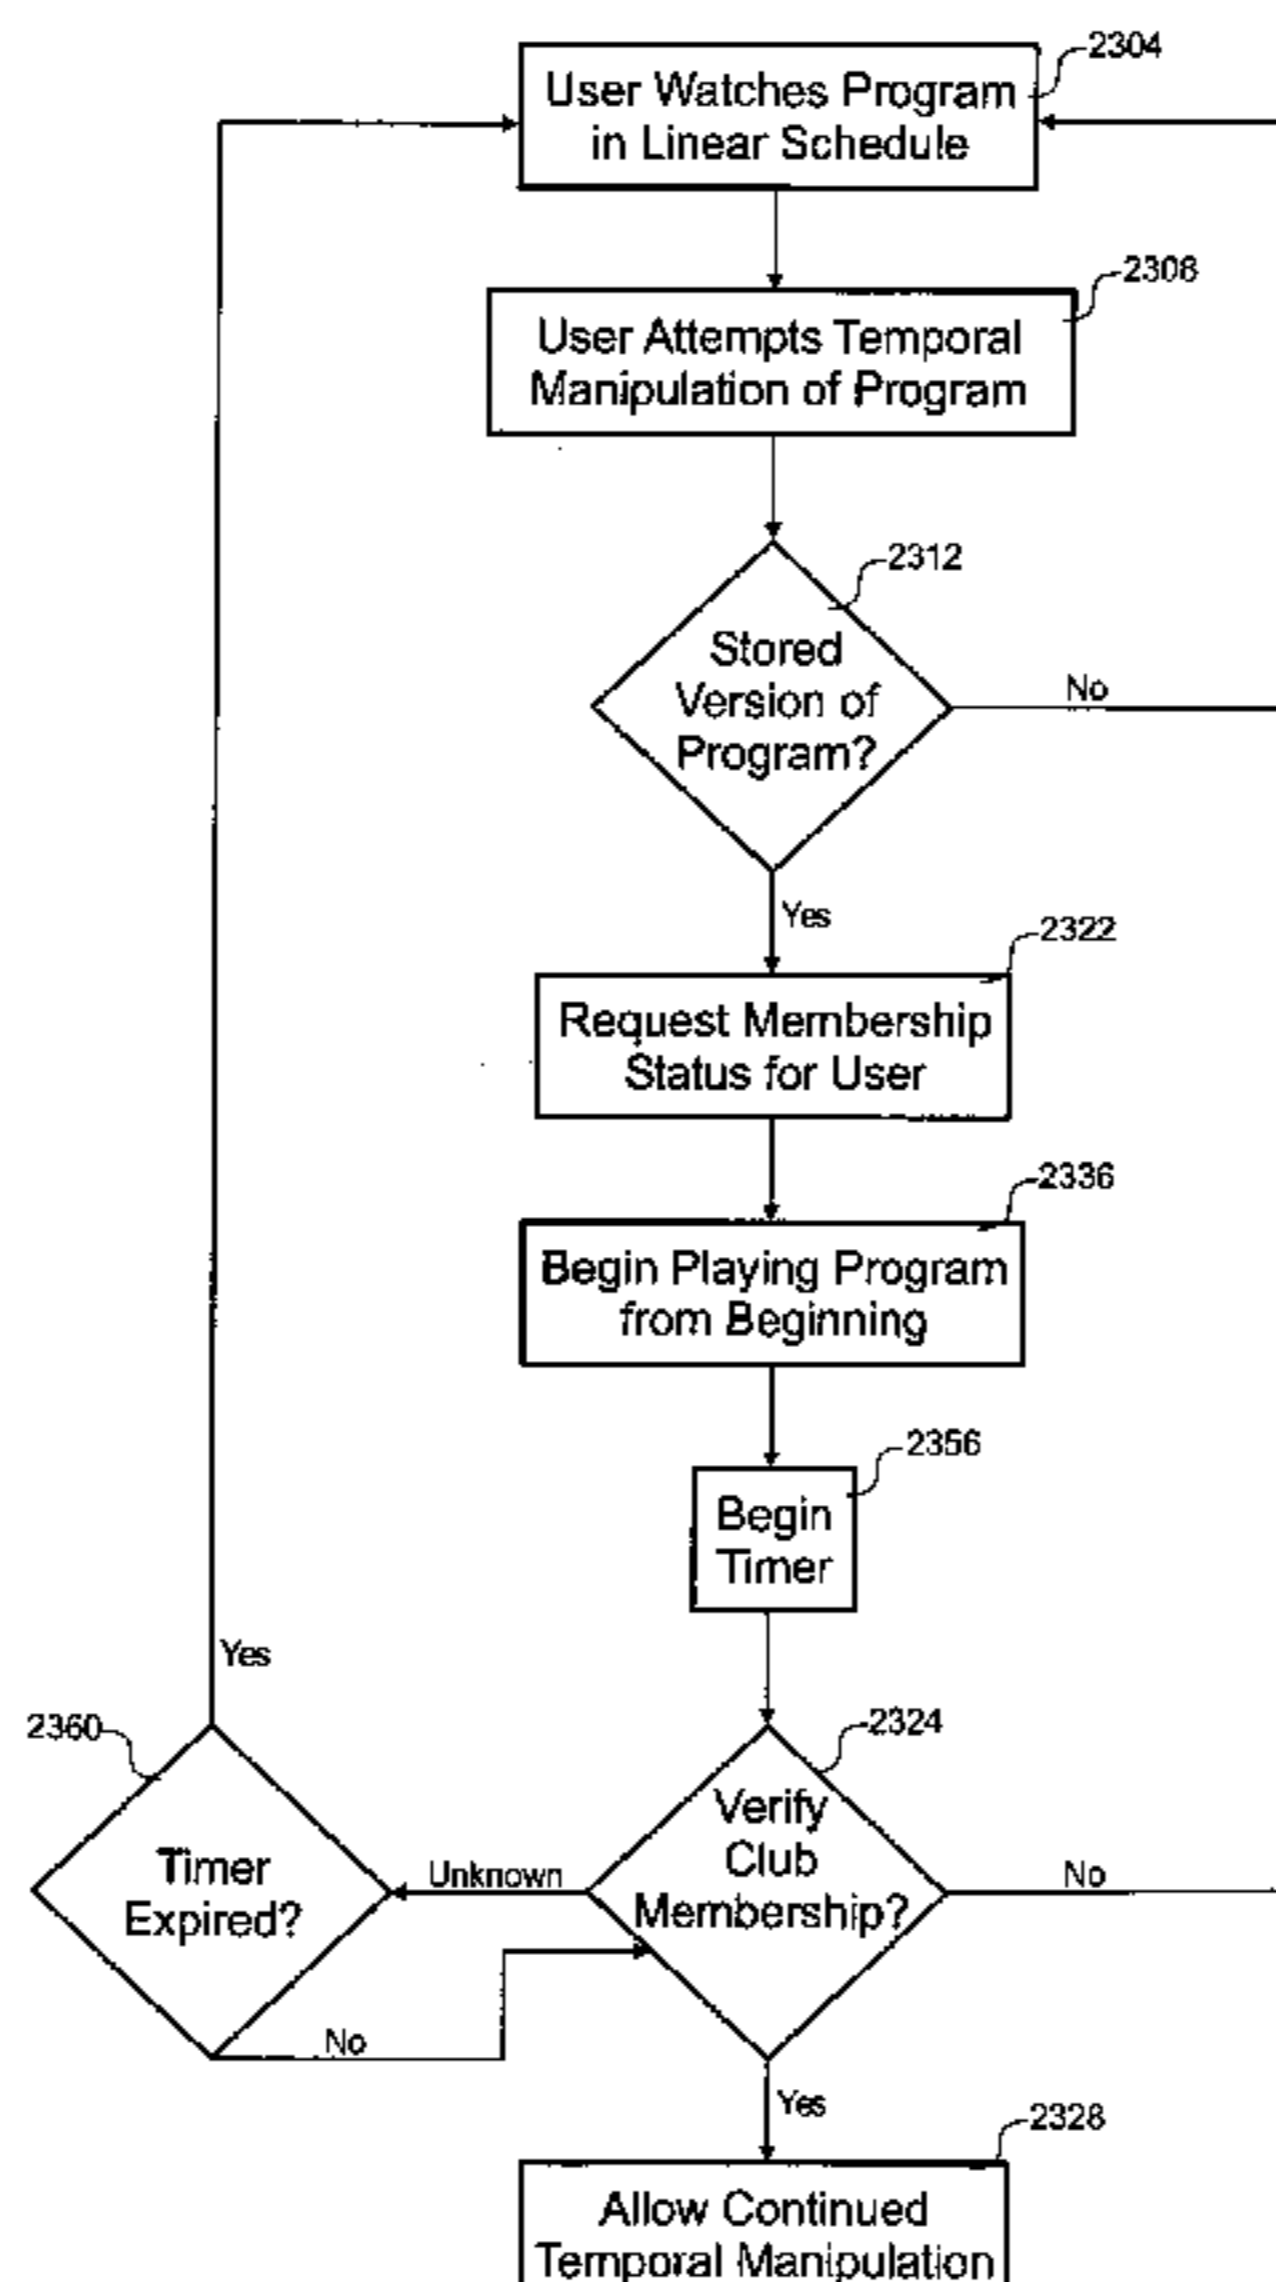 2304
User Watches Program
in Linear Schedule
2308
User Attempts Temporal
Manipulation of Program
2312
Stored
Version of
Program?
No
Yes
2322
Request Membership
Status for User
2336
Begin Playing Program
from Beginning
2356
Begin
Timer
Yes
2360
2324
Verify
Club
Membership?
Timer
Expired?
Unknown
No
No
Yes
2328
Allow Continued
Temporal Manipulation